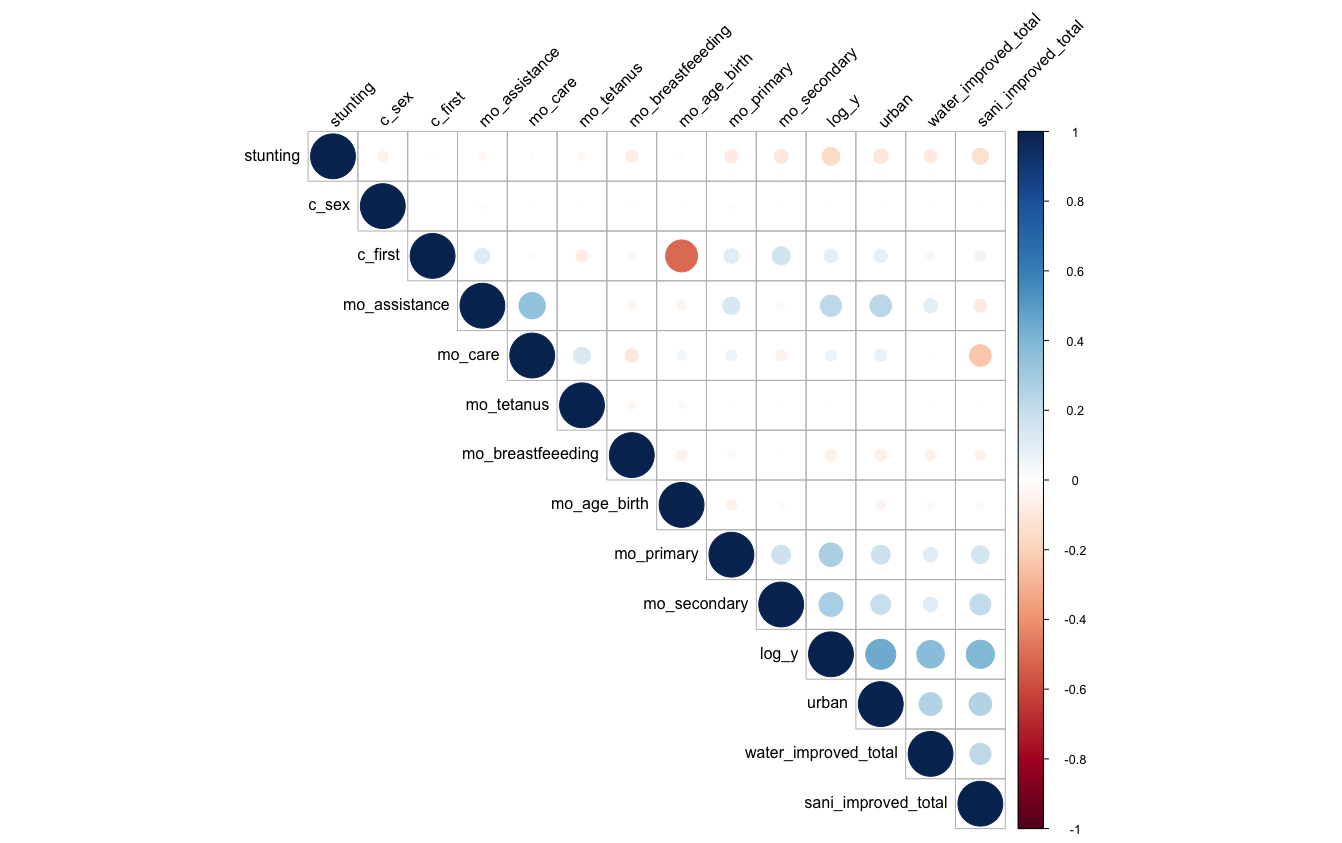 stunting
c_sex
c_first
mo_assistance
mo_care
mo_tetanus
mo_breastfeeeding
mo_age_birth
mo_primary
mo_secondary
log_y
urban
water_improved_total
sani_improved_total
stunting
c_sex
c_first
mo_assistance
mo_care
mo_tetanus
mo_breastfeeeding
mo_age_birth
mo_primary
mo_secondary
log_y
urban
water_improved_total
sani_improved_total
1
0.8
0.6
0.4
0.2
0
-0.2
-0.4
-0.6
-0.8
-1